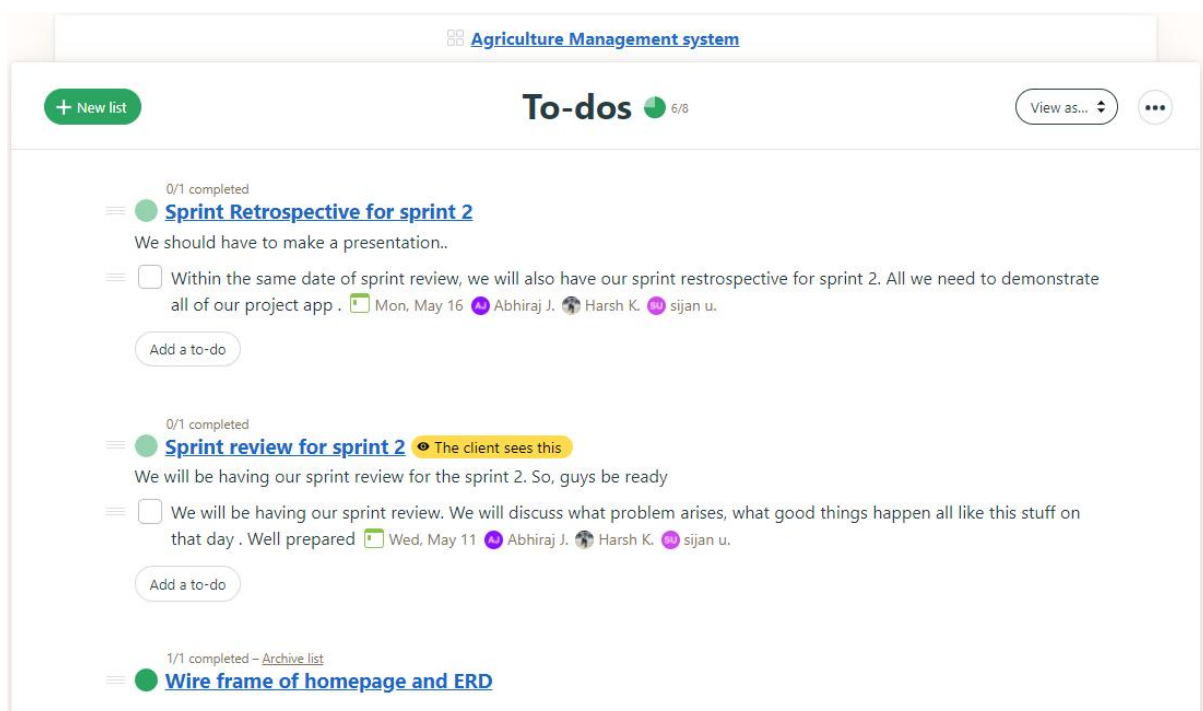 Agriculture Management system
+ New list
To-dos 6/8
View as...
0/1 completed
Sprint Retrospective for sprint 2
We should have to make a presentation..
Within the same date of sprint review, we will also have our sprint restrospective for sprint 2. All we need to demonstrate
all of our project app . Mon, May 16 AJ Abhiraj J. Harsh K. SU sijan u.
Add a to-do
0/1 completed
Sprint review for sprint 2 The client sees this
We will be having our sprint review for the sprint 2. So, guys be ready
We will be having our sprint review. We will discuss what problem arises, what good things happen all like this stuff on
that day . Well prepared Wed, May 11 AJ Abhiraj J. Harsh K. SU sijan u.
Add a to-do
1/1 completed – Archive list
Wire frame of homepage and ERD